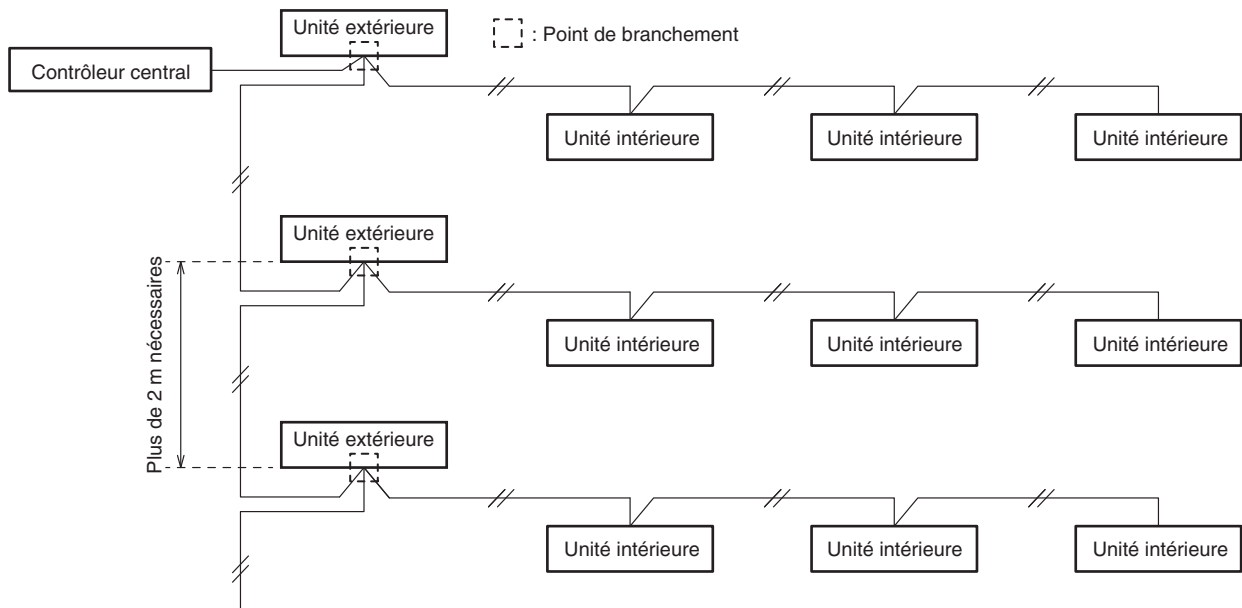 Unité extérieure
: Point de branchement
Contrôleur central
Unité intérieure
Unité intérieure
Unité intérieure
Unité extérieure
Plus de 2 m nécessaires
Unité intérieure
Unité intérieure
Unité intérieure
Unité extérieure
Unité intérieure
Unité intérieure
Unité intérieure